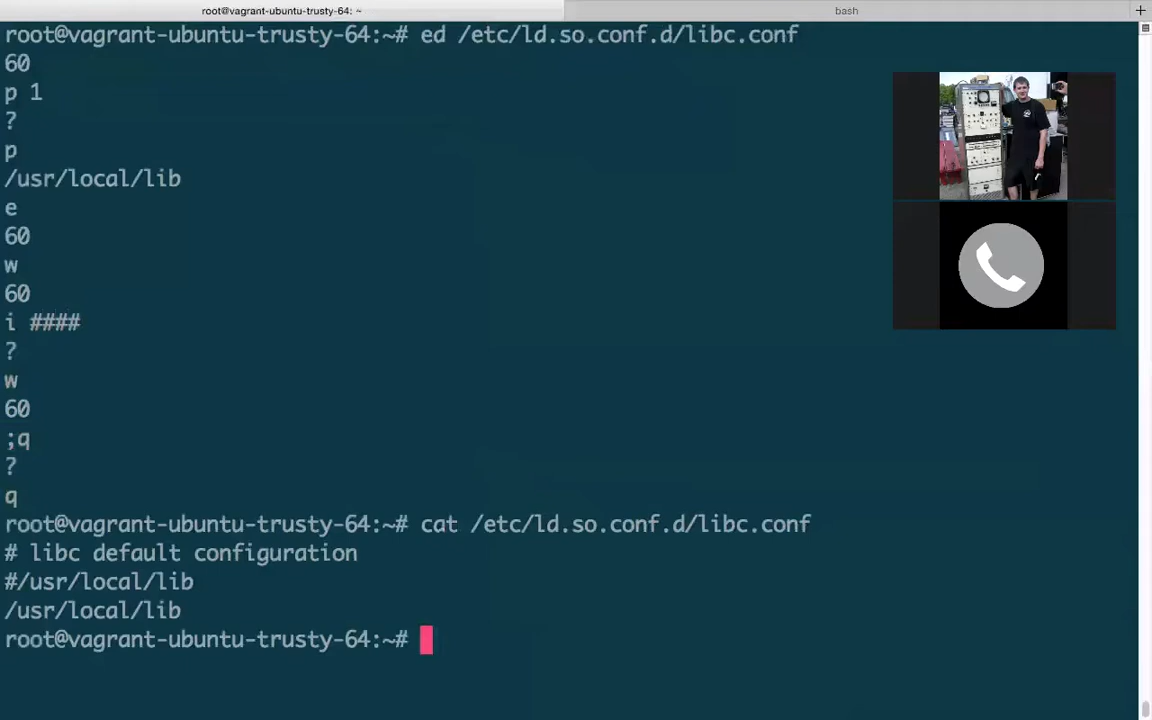 root@vagrant-ubuntu-trusty-64: ~
bash
root@vagrant-ubuntu-trusty-64:~# ed /etc/ld.so.conf.d/libc.conf
60
p 1
?
p
/usr/local/lib
e
60
w
60
i ####
?
w
60
;q
?
q
root@vagrant-ubuntu-trusty-64:~# cat /etc/ld.so.conf.d/libc.conf
# libc default configuration
#/usr/local/lib
/usr/local/lib
root@vagrant-ubuntu-trusty-64:~#